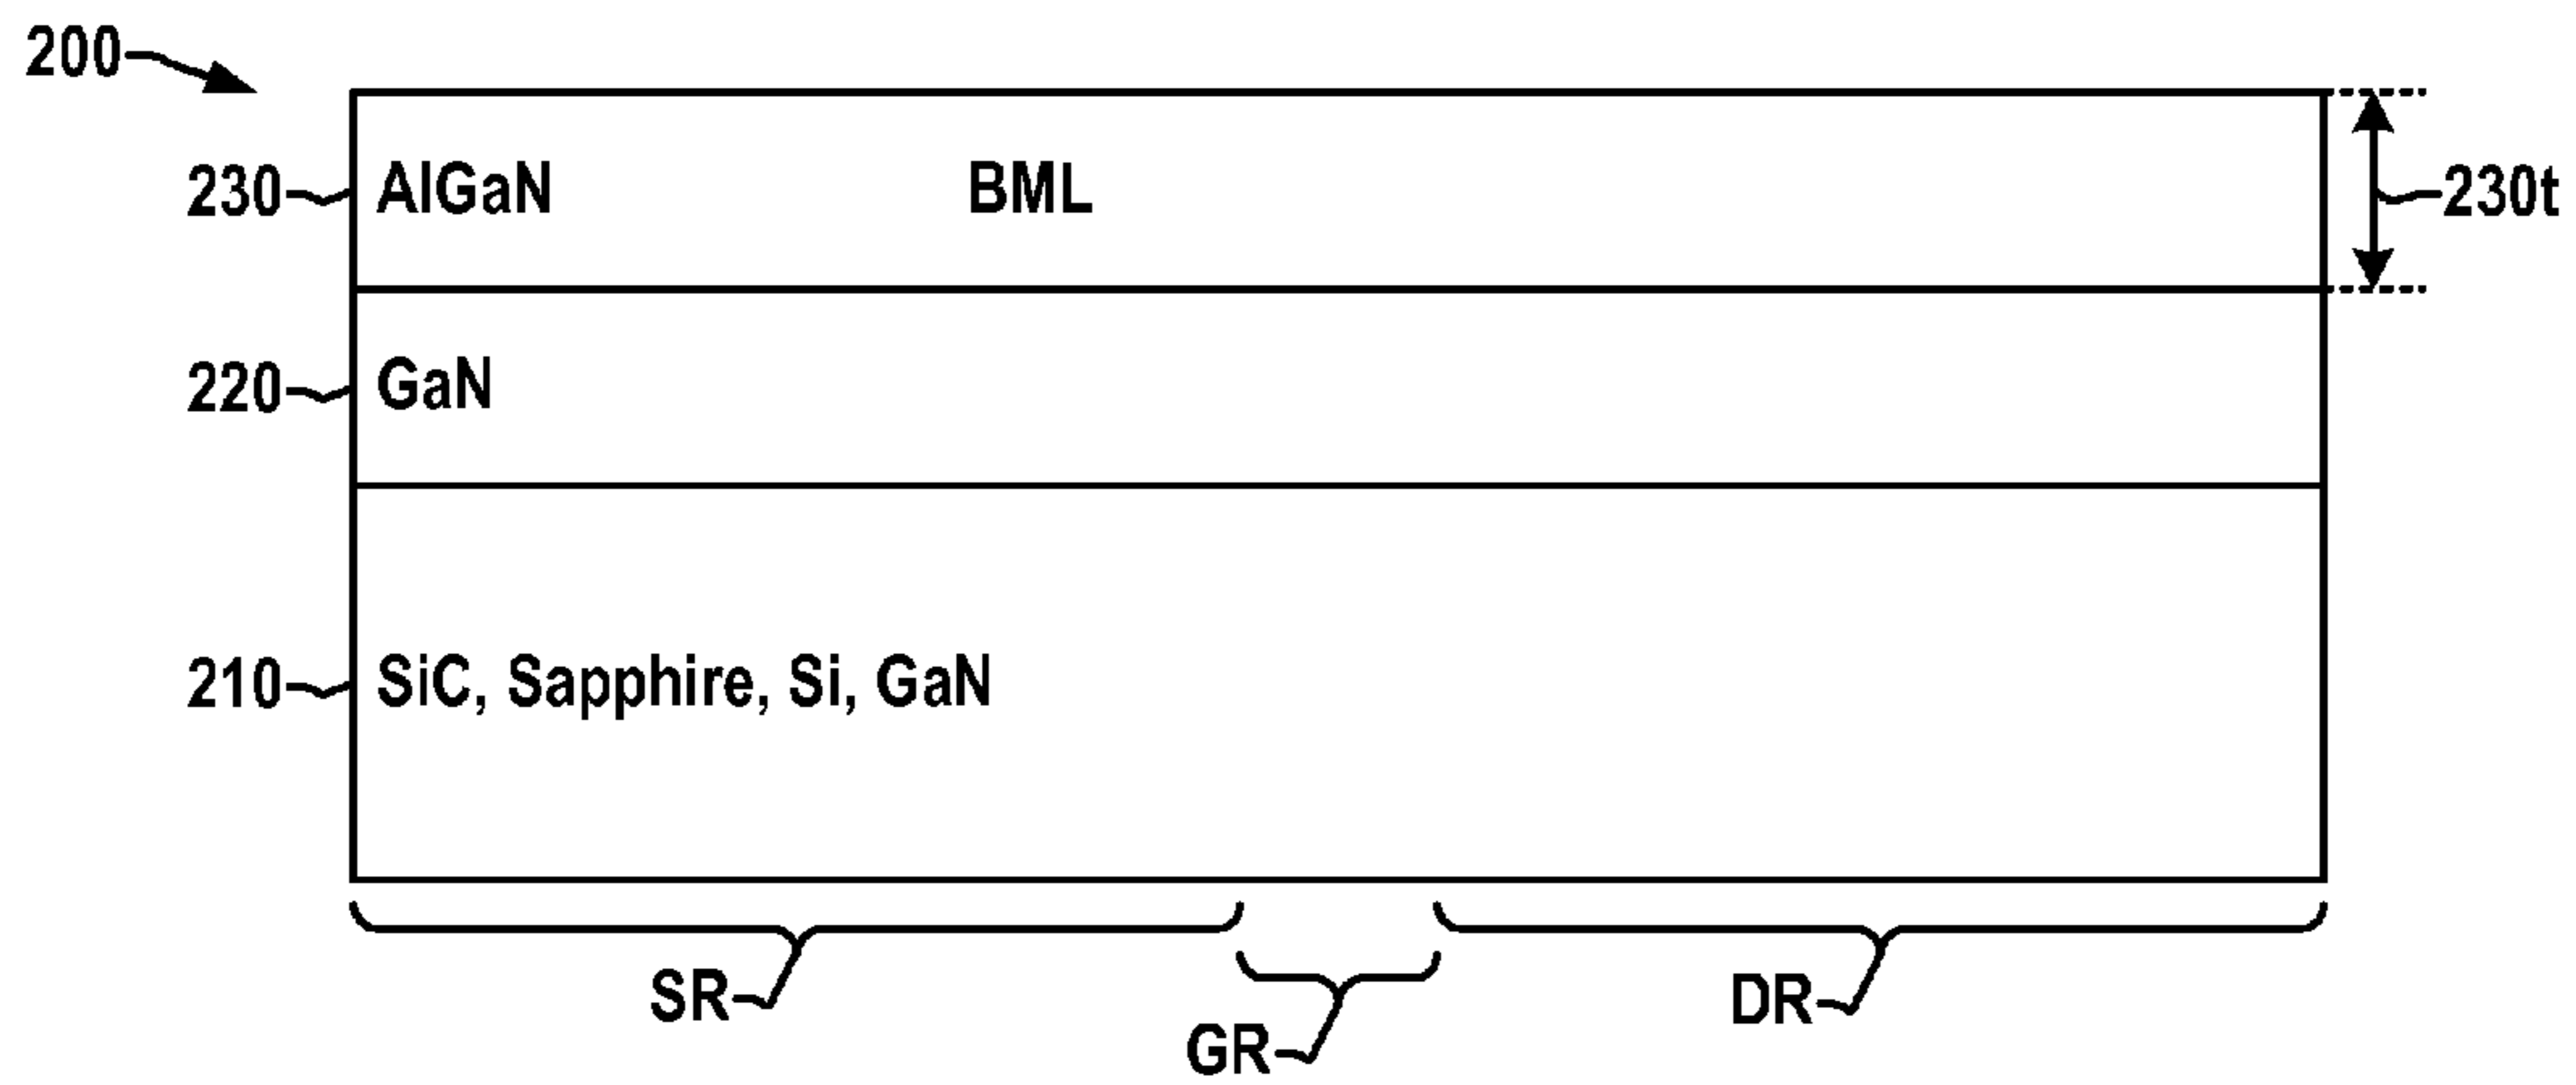 200
230 AlGaN BML 230t
220 GaN
210 SiC, Sapphire, Si, GaN
SR
DR
GR